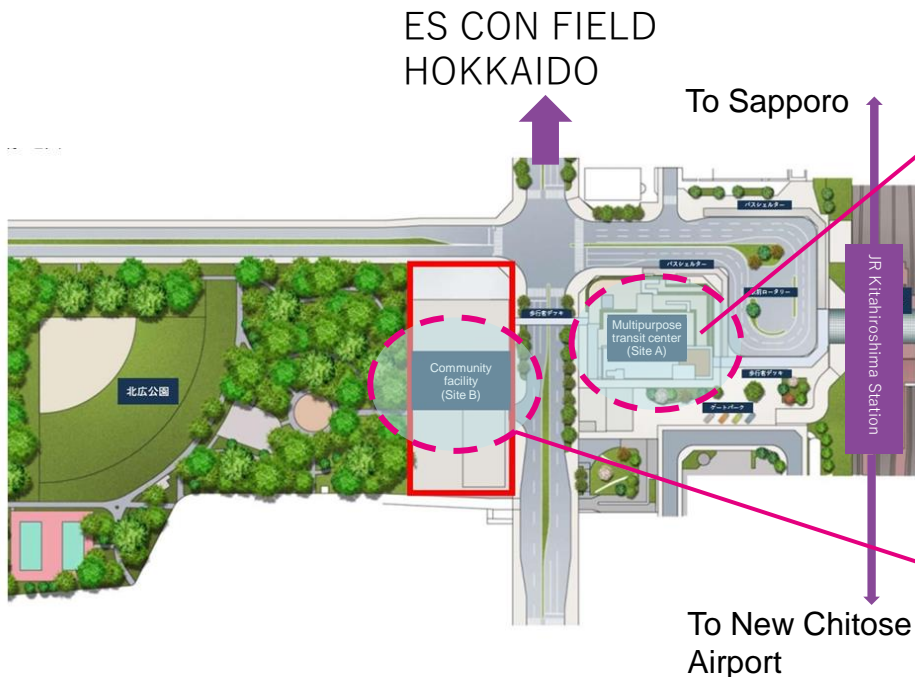 ES CON FIELD
HOKKAIDO
To Sapporo
バスシェルター
バスシェルター
JR Kitahiroshima Station
歩行者デッキ
Multipurpose
transit center
(Site A)
Community
facility
(Site B)
北広公園
歩行者デッキ
ゲートパーク
To New Chitose
Airport